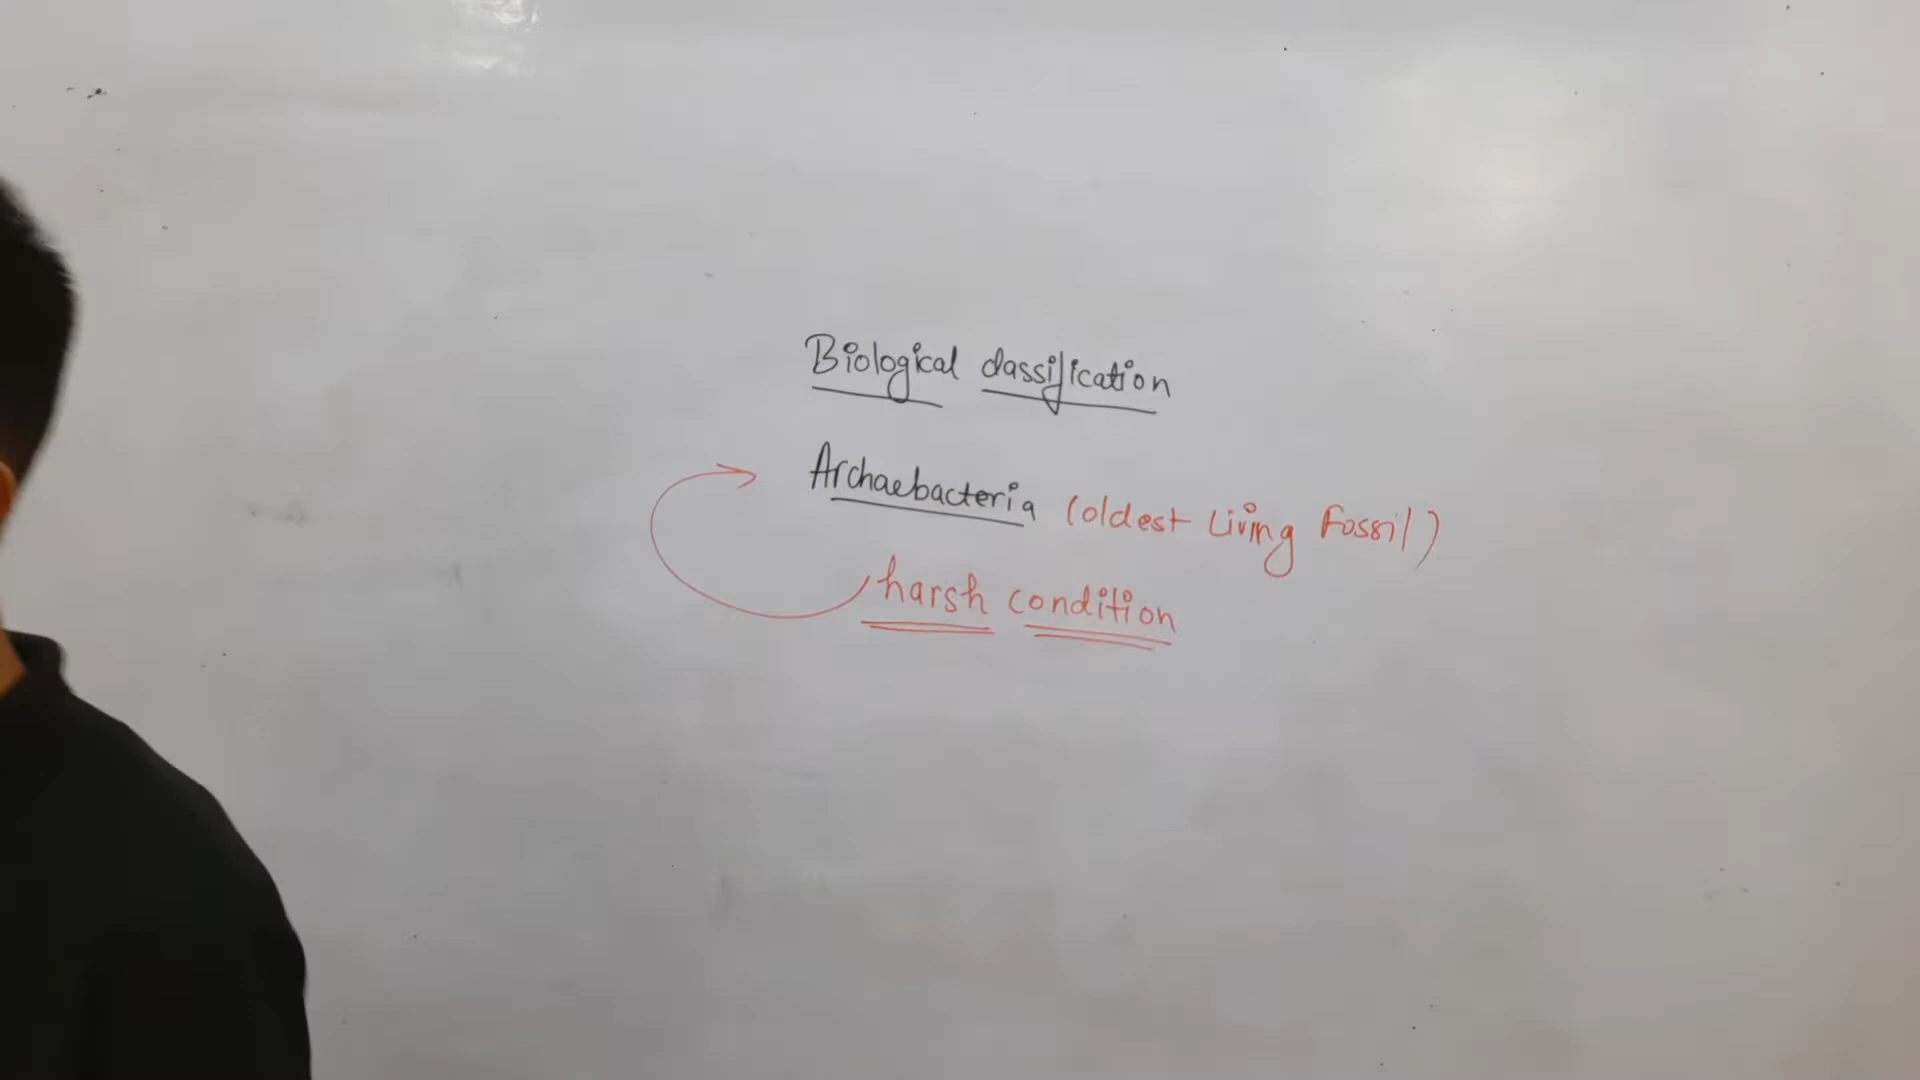 Biological classification
Archaebacteria (oldest Living Fossil)
harsh condition